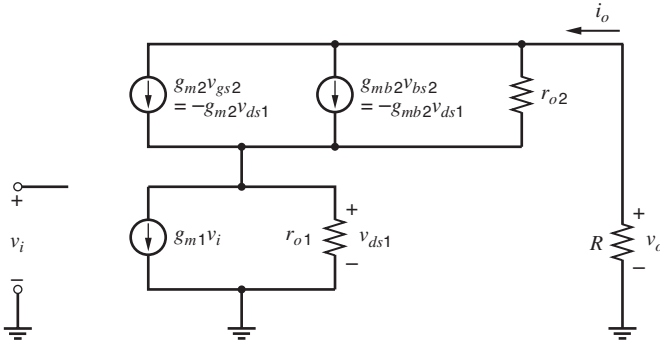 i_o
g_m2 v_gs2
= −g_m2 v_ds1
g_mb2 v_bs2
= −g_mb2 v_ds1
r_o2
+
v_i
−
g_m1 v_i
r_o1
+
v_ds1
−
R
+
v_o
−